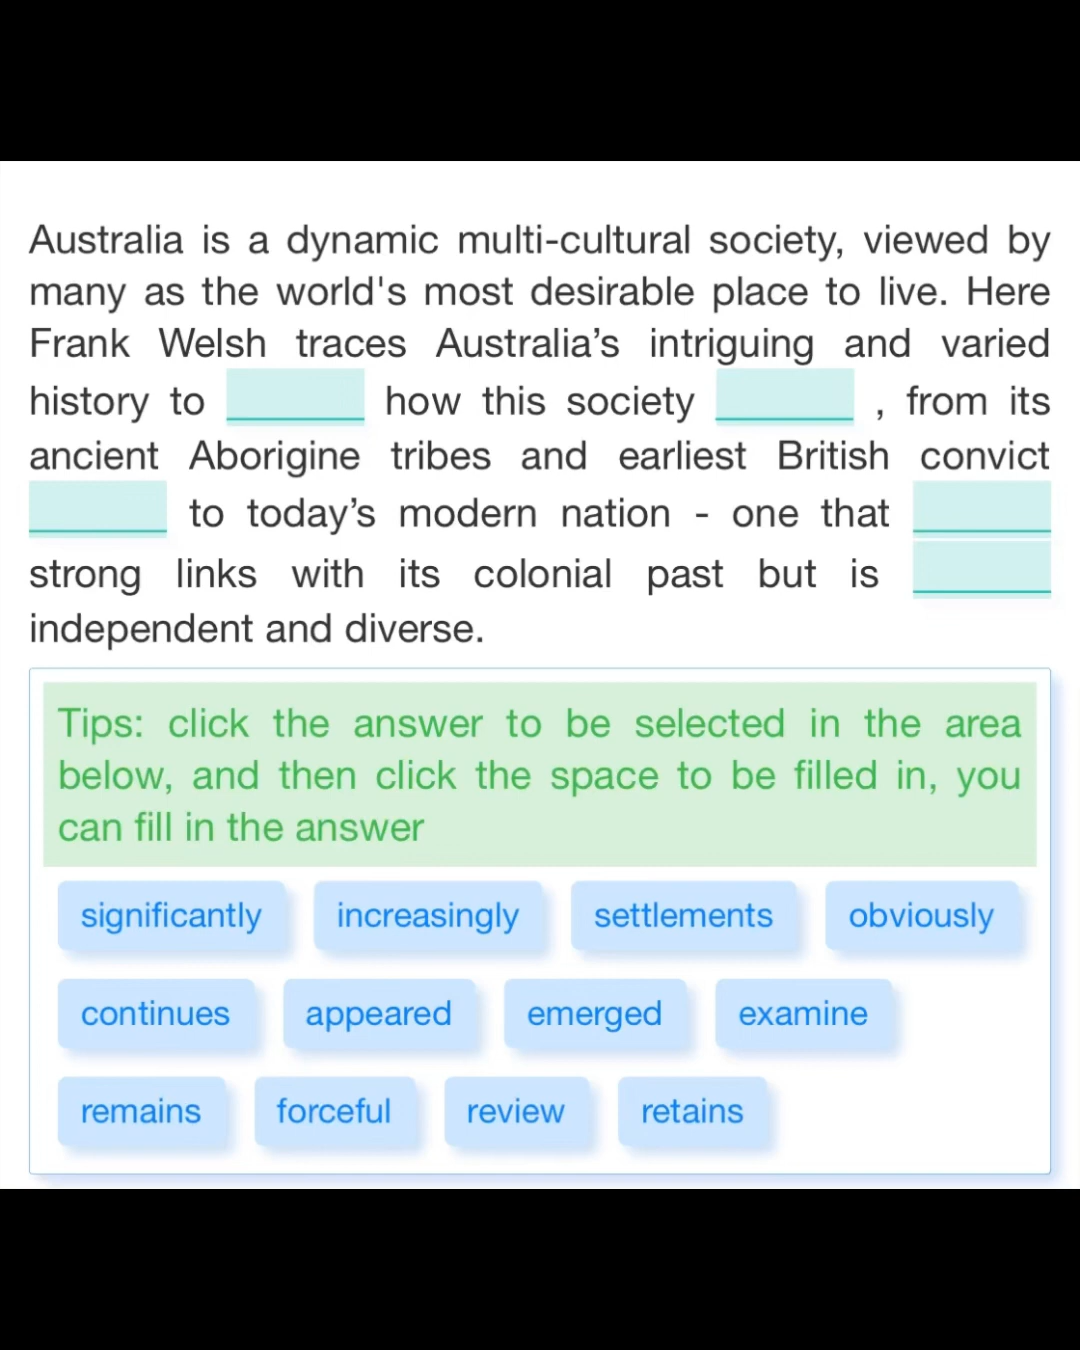 Australia is a dynamic multi-cultural society, viewed by
many as the world's most desirable place to live. Here
Frank Welsh traces Australia’s intriguing and varied
history to how this society , from its
ancient Aborigine tribes and earliest British convict
to today’s modern nation - one that
strong links with its colonial past but is
independent and diverse.
Tips: click the answer to be selected in the area
below, and then click the space to be filled in, you
can fill in the answer
significantly increasingly settlements obviously
continues appeared emerged examine
remains forceful review retains